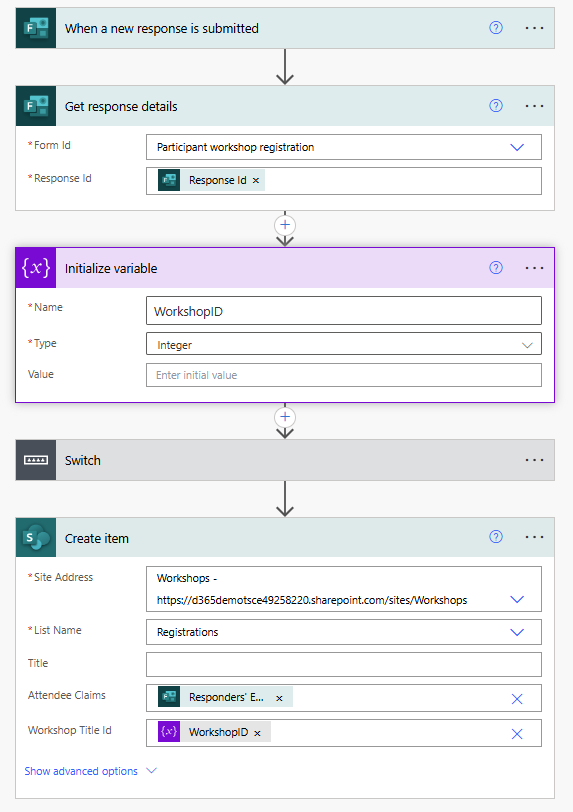 When a new response is submitted
Get response details
* Form Id
Participant workshop registration
* Response Id
Response Id ×
Initialize variable
* Name
WorkshopID
* Type
Integer
Value
Enter initial value
Switch
Create item
* Site Address
Workshops -
https://d365demotsce49258220.sharepoint.com/sites/Workshops
* List Name
Registrations
Title
Attendee Claims
Responders' E... ×
Workshop Title Id
WorkshopID ×
Show advanced options